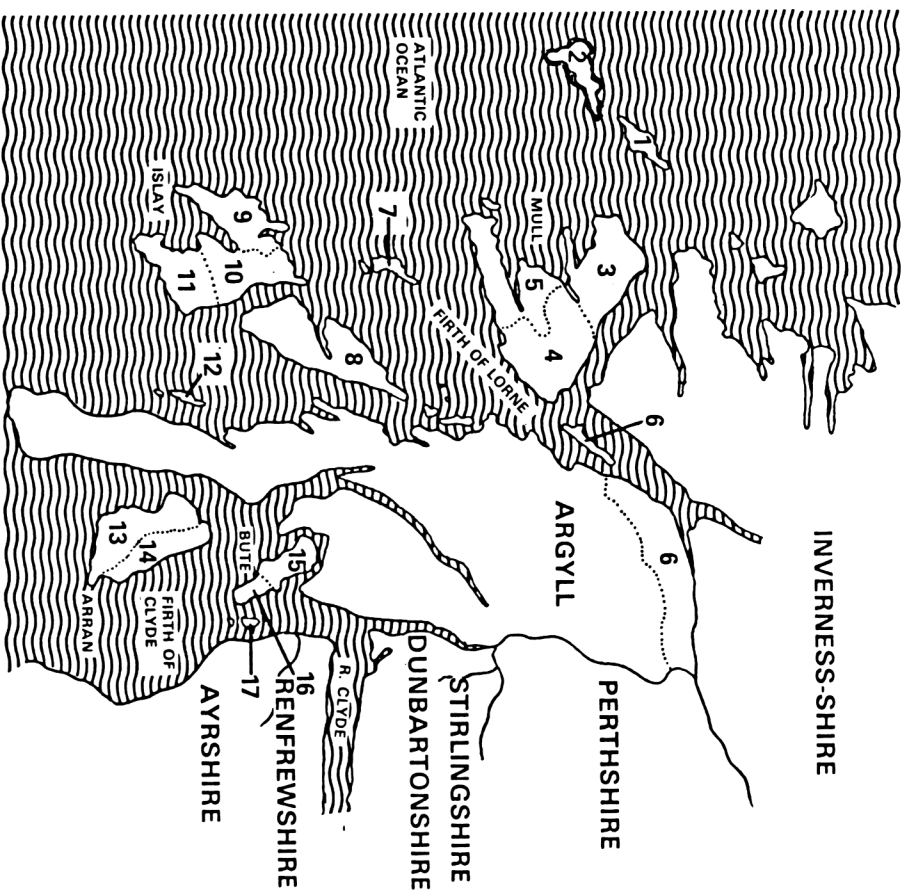 INVERNESS-SHIRE
1
6
6
PERTHSHIRE
3
ARGYLL
4
5
MULL
FIRTH OF LORNE
STIRLINGSHIRE
DUNBARTONSHIRE
ATLANTIC
OCEAN
7
8
R. CLYDE
15
16
RENFREWSHIRE
BUTE
17
9
10
11
ISLAY
12
AYRSHIRE
FIRTH OF
CLYDE
14
13
ARRAN